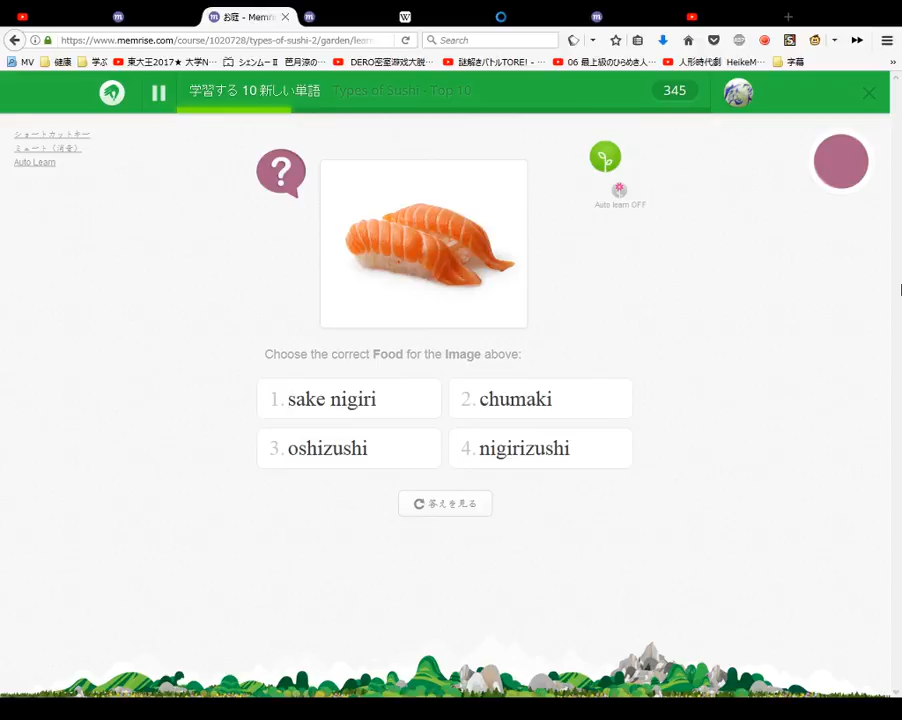 お庭 - Memri
https://www.memrise.com/course/1020728/types-of-sushi-2/garden/learn
Search
MV 健康 学ぶ 東大王2017★ 大学N… シェンムーⅡ 芭月涼の… DERO密室游戏大脱… 謎解きバトルTORE! - … 06 最上級のひらめき人… 人形時代劇 HeikeM… 字幕
学習する 10 新しい単語 Types of Sushi - Top 10 345
ショートカットキー
ミュート (消音)
Auto Learn
?
Auto learn OFF
Choose the correct Food for the Image above:
1. sake nigiri
2. chumaki
3. oshizushi
4. nigirizushi
答えを見る